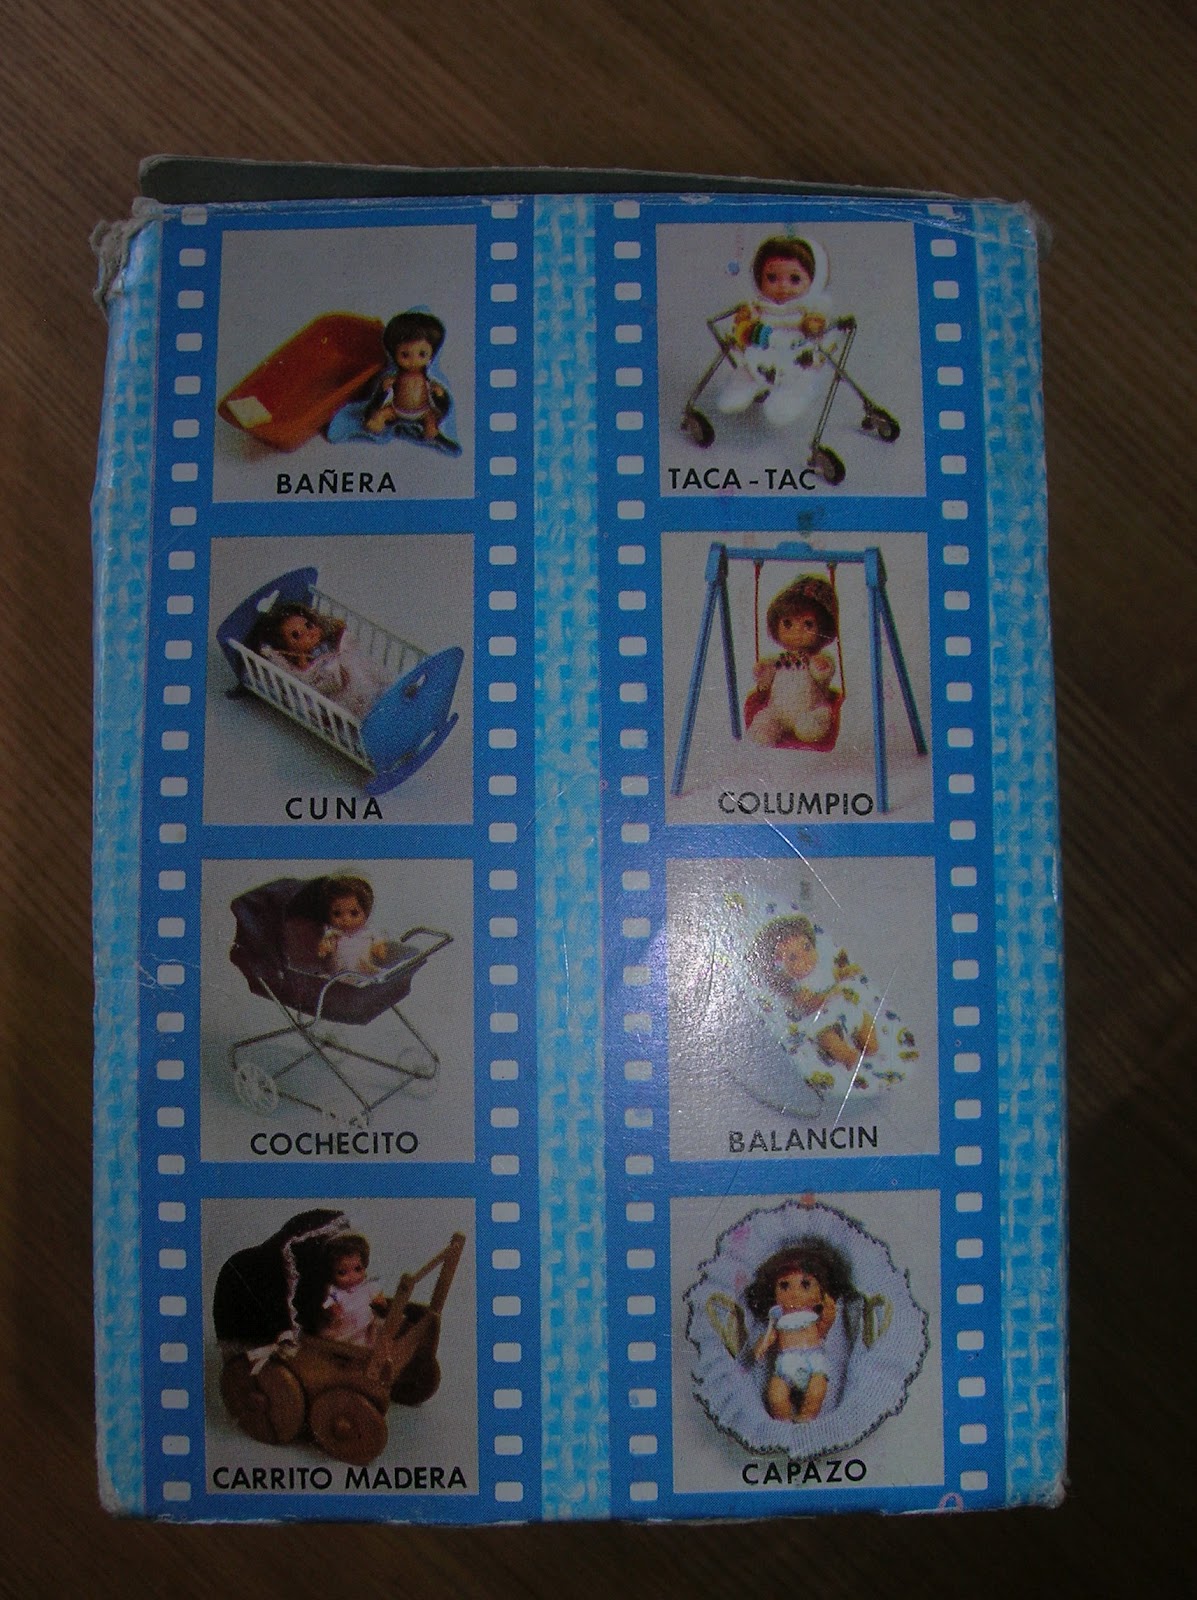 BAÑERA
TACA-TAC
CUNA
COLUMPIO
COCHECITO
BALANCIN
CARRITO MADERA
CAPAZO